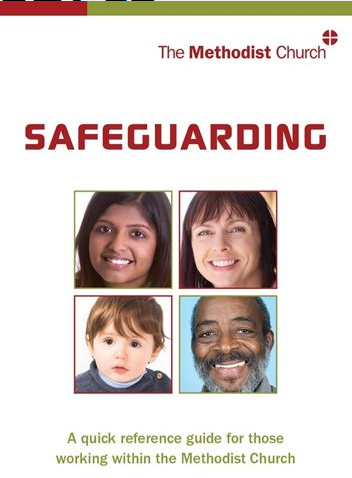 The Methodist Church
SAFEGUARDING
A quick reference guide for those
working within the Methodist Church